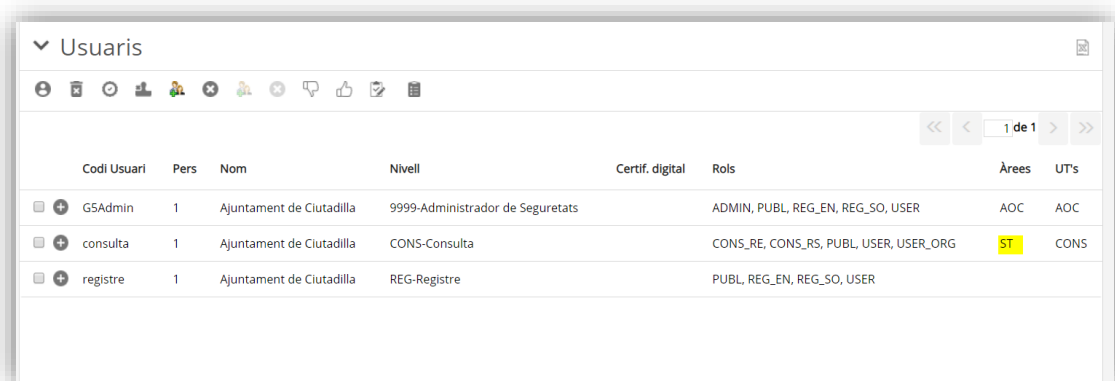 Usuaris
1 de 1
Codi Usuari Pers Nom Nivell Certif. digital Rols Àrees UT's
G5Admin 1 Ajuntament de Ciutadilla 9999-Administrador de Seguretats ADMIN, PUBL, REG_EN, REG_SO, USER AOC AOC
consulta 1 Ajuntament de Ciutadilla CONS-Consulta CONS_RE, CONS_RS, PUBL, USER, USER_ORG ST CONS
registre 1 Ajuntament de Ciutadilla REG-Registre PUBL, REG_EN, REG_SO, USER